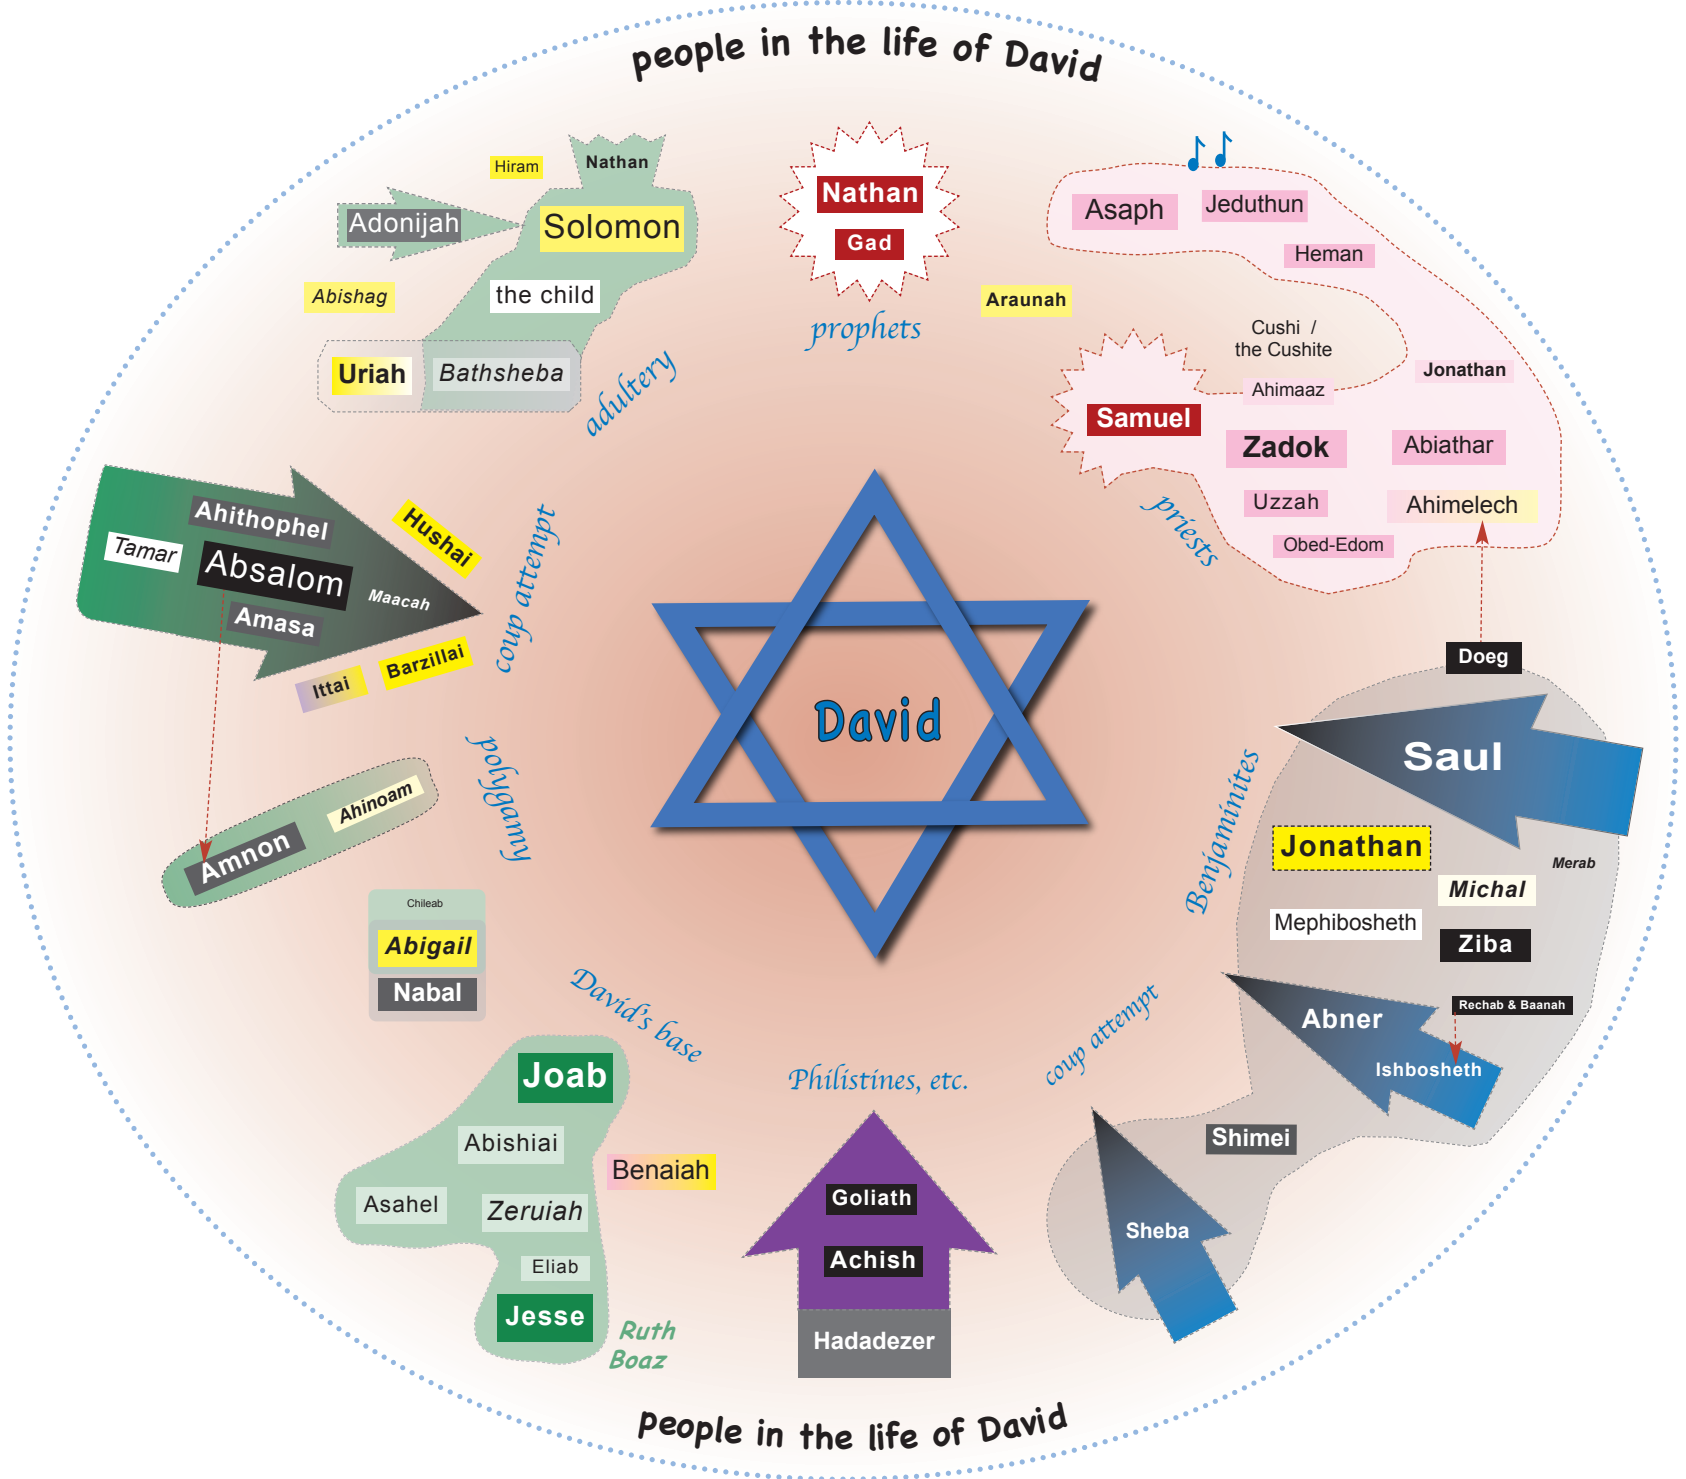 people in the life of David
Hiram
Nathan
Adonijah
Solomon
Abishag
the child
Uriah
Bathsheba
adultery
Nathan
Gad
prophets
Asaph
Jeduthun
Heman
Araunah
Cushi /
the Cushite
Ahimaaz
Jonathan
Samuel
Zadok
Abiathar
Uzzah
Ahimelech
Obed-Edom
priests
Ahithophel
Hushai
Tamar
Absalom
Maacah
Amasa
Ittai
Barzillai
coup attempt
David
Doeg
Saul
Jonathan
Merab
Michal
Mephibosheth
Ziba
Benjaminites
Rechab & Baanah
Abner
Ishbosheth
Shimei
Sheba
coup attempt
polygamy
Ahinoam
Amnon
Chileab
Abigail
Nabal
David's base
Joab
Abishiai
Benaiah
Asahel
Zeruiah
Eliab
Jesse
Ruth
Boaz
Philistines, etc.
Goliath
Achish
Hadadezer
people in the life of David